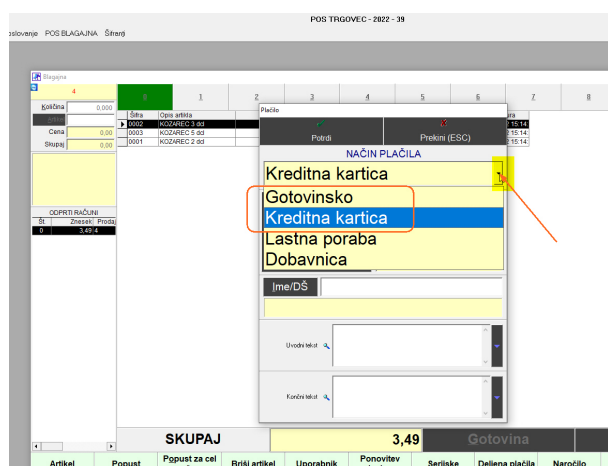 POS TRGOVEC - 2022 - 39
oslovanje POS BLAGAJNA Šifranji
Blagajna
4
0 1 2 3 4 5 6 7 8
Količina 0,000
Artikel
Cena 0,00
Skupaj 0,00
Šifra Opis artikla
0002 KOZAREC 3 dcl
0003 KOZAREC 5 dcl
0001 KOZAREC 2 dcl
ODPRTI RAČUNI
Št. Znesek Prodaj
0 3,49 4
Plačilo
Potrdi Prekini (ESC)
NAČIN PLAČILA
Kreditna kartica
Gotovinsko
Kreditna kartica
Lastna poraba
Dobavnica
Ime/DŠ
Uvodni tekst
Končni tekst
SKUPAJ 3,49 Gotovina
Artikel Popust Popust za cel Briši artikel Uporabnik Ponovitev Serijske Deljena plačila Naročilo